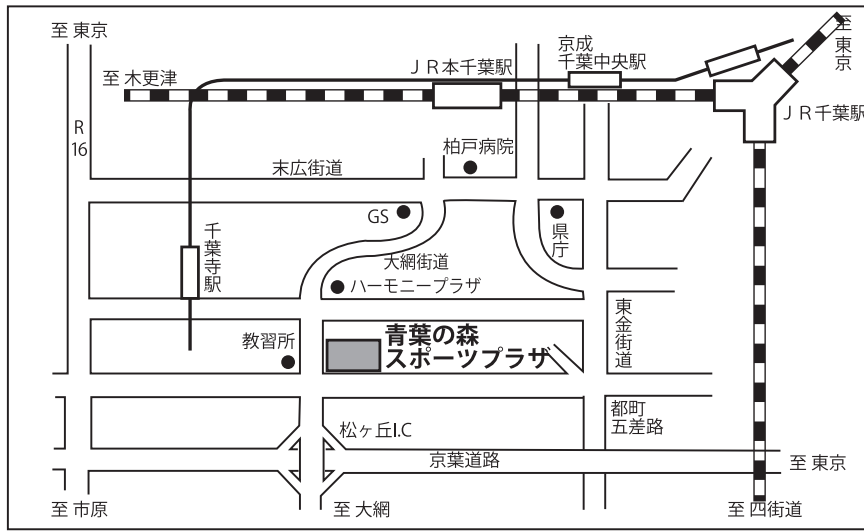 至 東京
至 東京
京成
千葉中央駅
JR本千葉駅
至 木更津
JR千葉駅
R
16
柏戸病院
末広街道
GS
県庁
千葉寺駅
大網街道
ハーモニープラザ
東金街道
青葉の森
スポーツプラザ
教習所
都町
五差路
松ヶ丘I.C
京葉道路
至 東京
至 市原
至 大網
至 四街道